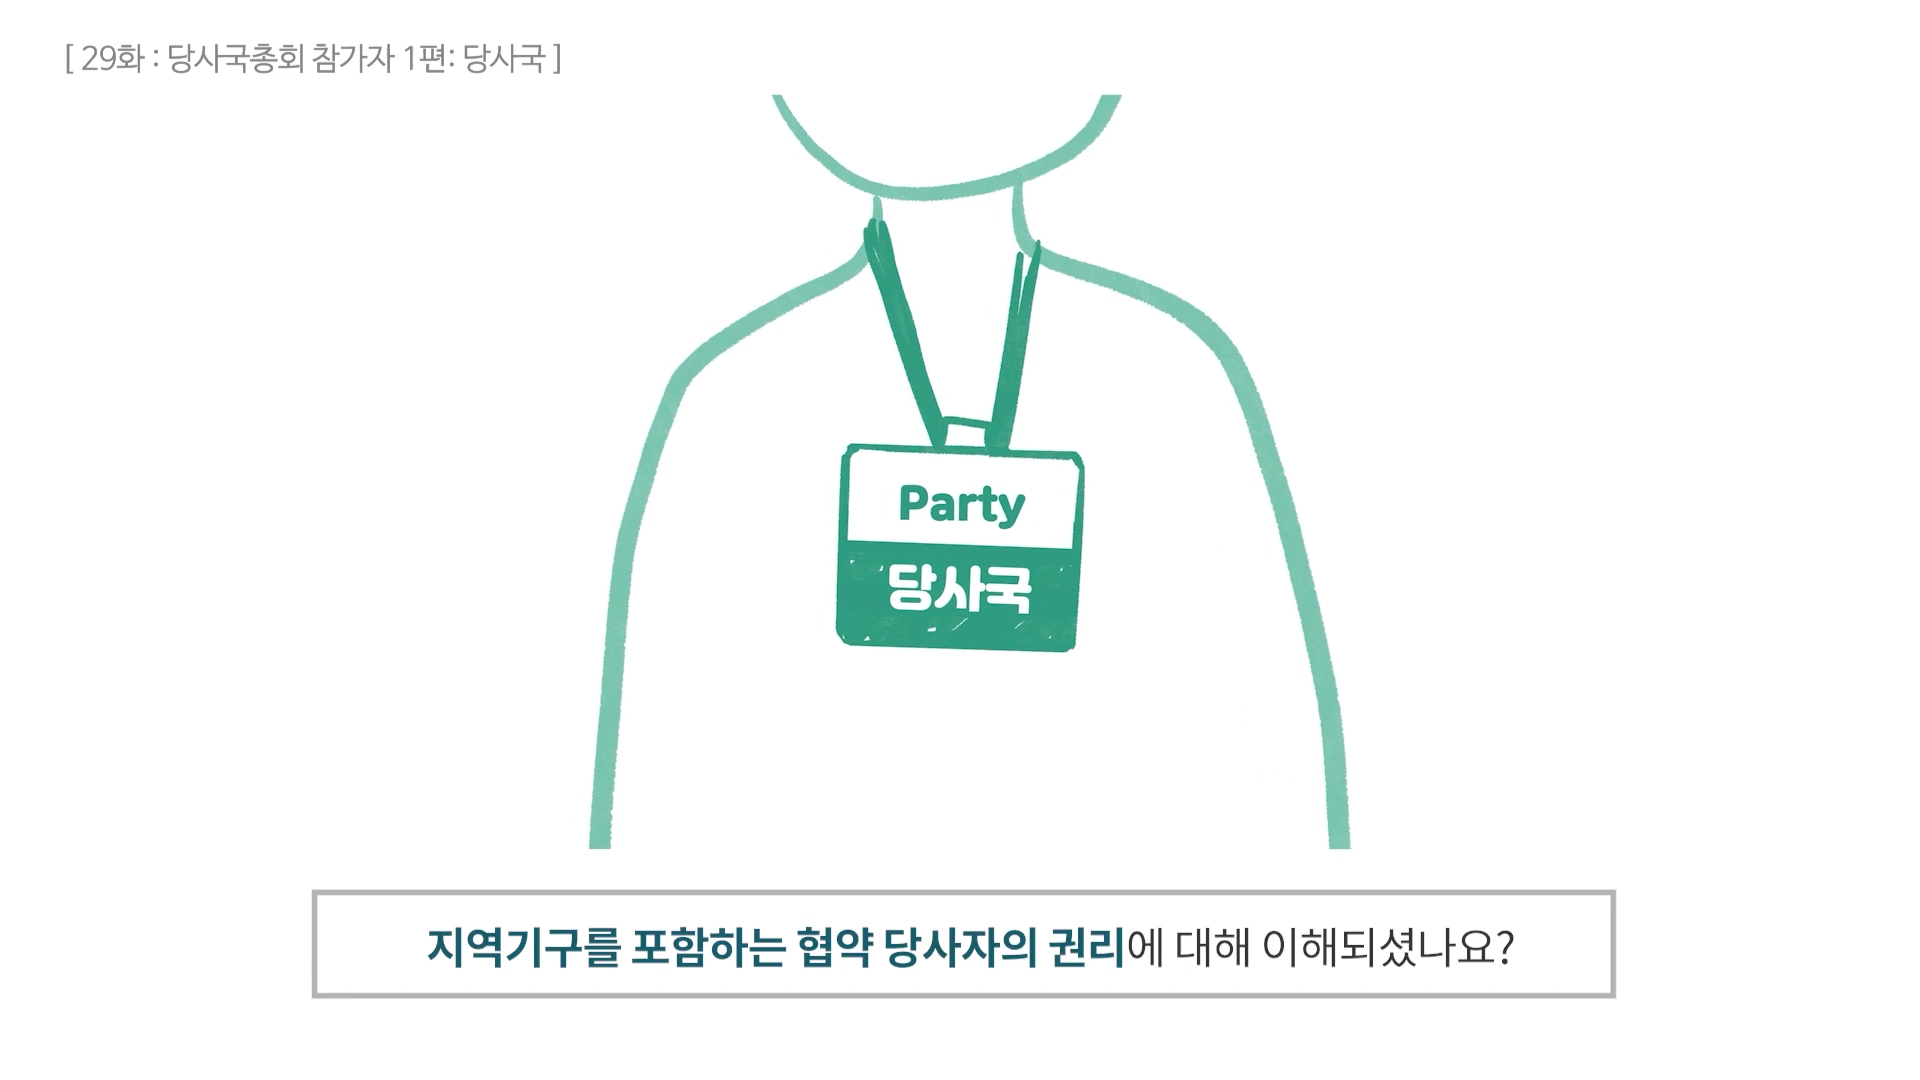 [ 29화 : 당사국총회 참가자 1편: 당사국 ]
Party
당사국
지역기구를 포함하는 협약 당사자의 권리에 대해 이해되셨나요?